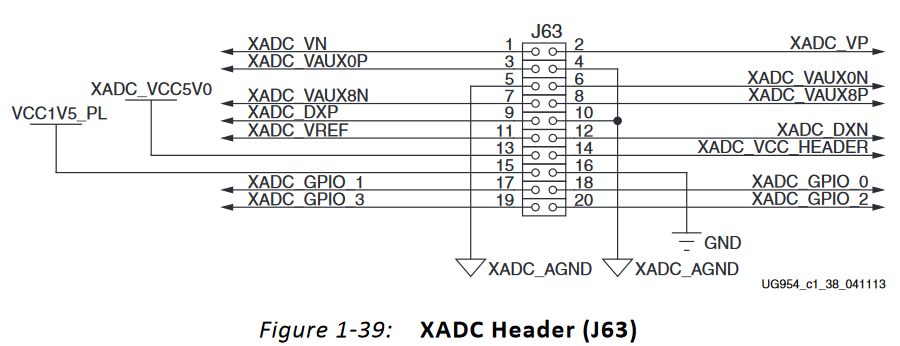 J63
XADC_VN 1 2 XADC_VP
XADC_VAUX0P 3 4
5 6 XADC_VAUX0N
XADC_VCC5V0
XADC_VAUX8N 7 8 XADC_VAUX8P
VCC1V5_PL
XADC_DXP 9 10
XADC_VREF 11 12 XADC_DXN
13 14 XADC_VCC_HEADER
15 16
XADC_GPIO_1 17 18 XADC_GPIO_0
XADC_GPIO_3 19 20 XADC_GPIO_2
GND
XADC_AGND XADC_AGND
UG954_c1_38_041113
Figure 1-39: XADC Header (J63)